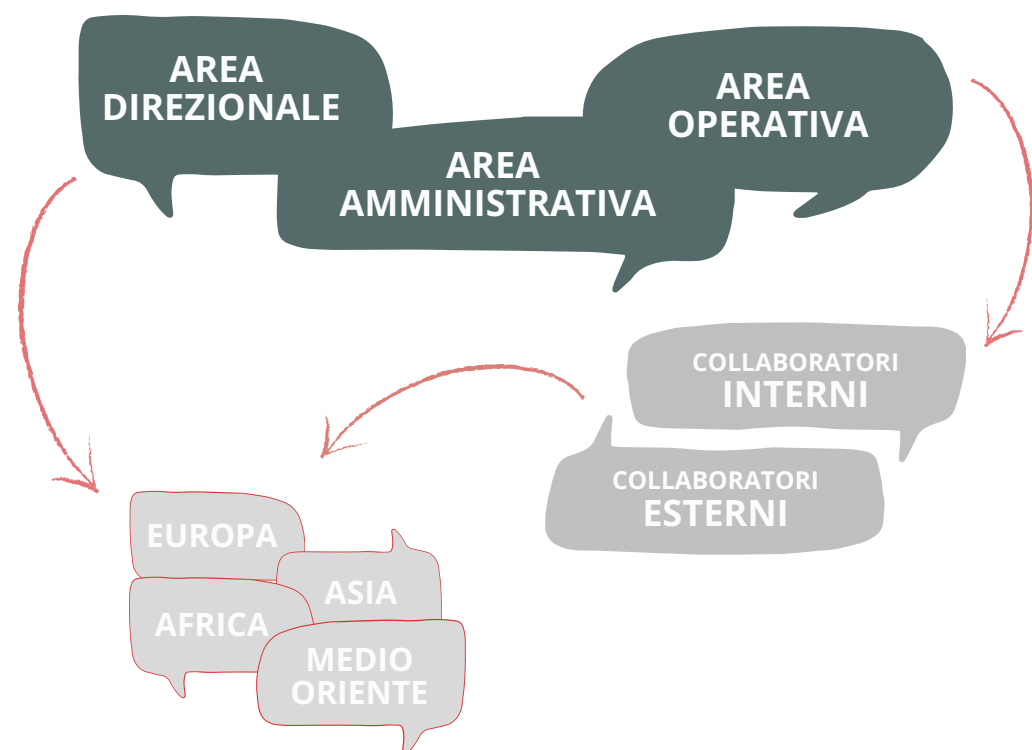 AREA
DIREZIONALE
AREA
AMMINISTRATIVA
AREA
OPERATIVA
COLLABORATORI
INTERNI
COLLABORATORI
ESTERNI
EUROPA
ASIA
AFRICA
MEDIO
ORIENTE